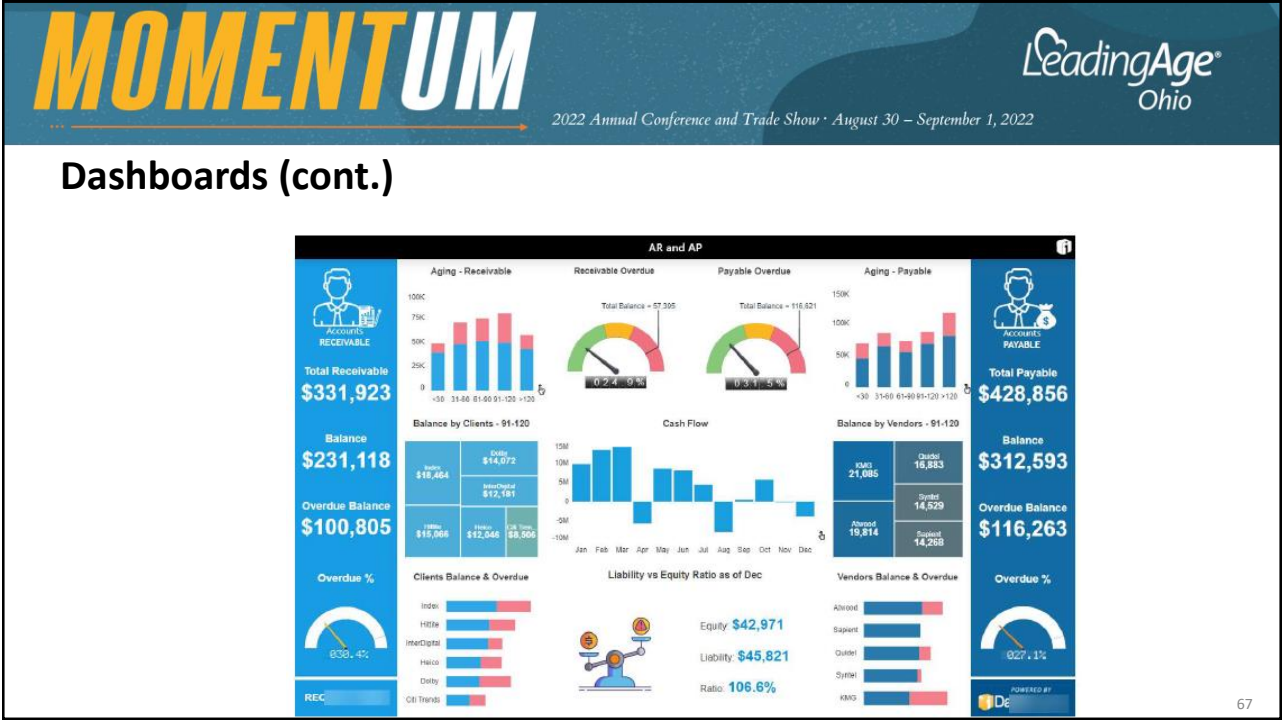 MOMENTUM
LeadingAge®
Ohio
2022 Annual Conference and Trade Show · August 30 – September 1, 2022
Dashboards (cont.)
AR and AP
Accounts
RECEIVABLE
Total Receivable
$331,923
Balance
$231,118
Overdue Balance
$100,805
Overdue %
030.4%
REC
Aging - Receivable
100K
75K
50K
25K
0
<30 31-60 61-90 91-120 >120
Receivable Overdue
Total Balance = 57,395
024.9%
Payable Overdue
Total Balance = 116,621
031.5%
Aging - Payable
150K
100K
50K
0
<30 31-60 61-90 91-120 >120
Balance by Clients - 91-120
Index
$18,464
Dolby
$14,072
InterDigital
$12,181
Hittite
$15,066
Heico
$12,046
Citi Tren...
$8,506
Cash Flow
15M
10M
5M
0
-5M
-10M
Jan Feb Mar Apr May Jun Jul Aug Sep Oct Nov Dec
Balance by Vendors - 91-120
KMG
21,085
Quidel
16,883
Syntel
14,529
Atwood
19,814
Sapient
14,268
Clients Balance & Overdue
Index
Hittite
InterDigital
Heico
Dolby
Citi Trends
Liability vs Equity Ratio as of Dec
Equity: $42,971
Liability: $45,821
Ratio: 106.6%
Vendors Balance & Overdue
Atwood
Sapient
Quidel
Syntel
KMG
Accounts
PAYABLE
Total Payable
$428,856
Balance
$312,593
Overdue Balance
$116,263
Overdue %
027.1%
POWERED BY
Da
67